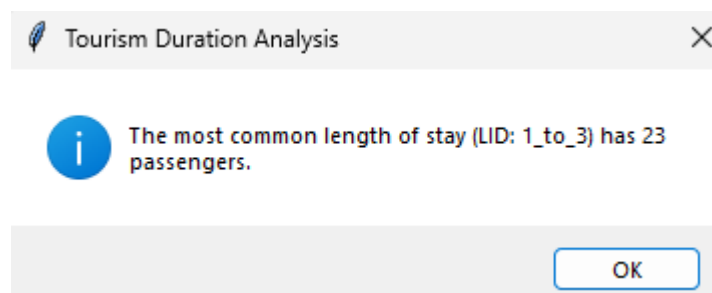 Tourism Duration Analysis
The most common length of stay (LID: 1_to_3) has 23
passengers.
OK